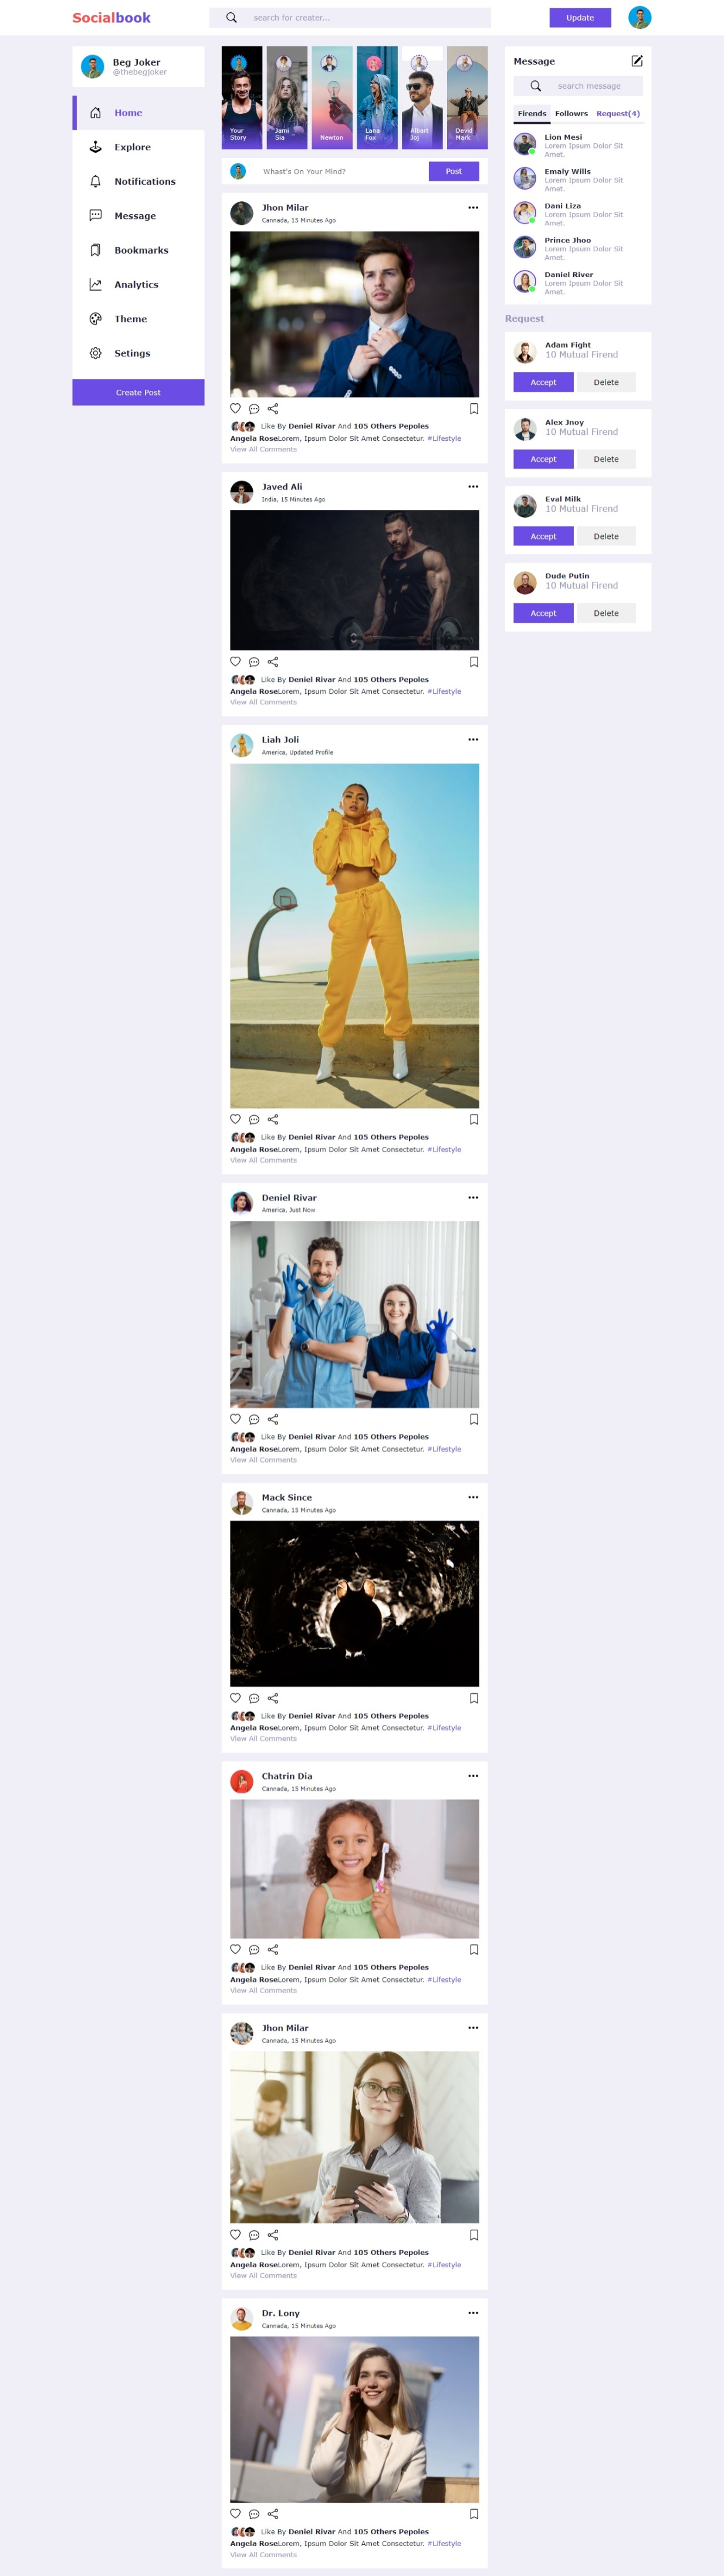 Socialbook
search for creater...
Update
Beg Joker
@thebegjoker
Home
Explore
Notifications
Message
Bookmarks
Analytics
Theme
Setings
Create Post
Your
Story
Jami
Sia
Newton
Lana
Fox
Albart
Joj
Devid
Mark
Whast's On Your Mind?
Post
Jhon Milar
Cannada, 15 Minutes Ago
Like By Deniel Rivar And 105 Others Pepoles
Angela RoseLorem, Ipsum Dolor Sit Amet Consectetur. #Lifestyle
View All Comments
Javed Ali
India, 15 Minutes Ago
Like By Deniel Rivar And 105 Others Pepoles
Angela RoseLorem, Ipsum Dolor Sit Amet Consectetur. #Lifestyle
View All Comments
Liah Joli
America, Updated Profile
Like By Deniel Rivar And 105 Others Pepoles
Angela RoseLorem, Ipsum Dolor Sit Amet Consectetur. #Lifestyle
View All Comments
Deniel Rivar
America, Just Now
Like By Deniel Rivar And 105 Others Pepoles
Angela RoseLorem, Ipsum Dolor Sit Amet Consectetur. #Lifestyle
View All Comments
Mack Since
Cannada, 15 Minutes Ago
Like By Deniel Rivar And 105 Others Pepoles
Angela RoseLorem, Ipsum Dolor Sit Amet Consectetur. #Lifestyle
View All Comments
Chatrin Dia
Cannada, 15 Minutes Ago
Like By Deniel Rivar And 105 Others Pepoles
Angela RoseLorem, Ipsum Dolor Sit Amet Consectetur. #Lifestyle
View All Comments
Jhon Milar
Cannada, 15 Minutes Ago
Like By Deniel Rivar And 105 Others Pepoles
Angela RoseLorem, Ipsum Dolor Sit Amet Consectetur. #Lifestyle
View All Comments
Dr. Lony
Cannada, 15 Minutes Ago
Like By Deniel Rivar And 105 Others Pepoles
Angela RoseLorem, Ipsum Dolor Sit Amet Consectetur. #Lifestyle
View All Comments
Message
search message
Firends Followrs Request(4)
Lion Mesi
Lorem Ipsum Dolor Sit
Amet.
Emaly Wills
Lorem Ipsum Dolor Sit
Amet.
Dani Liza
Lorem Ipsum Dolor Sit
Amet.
Prince Jhoo
Lorem Ipsum Dolor Sit
Amet.
Daniel River
Lorem Ipsum Dolor Sit
Amet.
Request
Adam Fight
10 Mutual Firend
Accept Delete
Alex Jnoy
10 Mutual Firend
Accept Delete
Eval Milk
10 Mutual Firend
Accept Delete
Dude Putin
10 Mutual Firend
Accept Delete